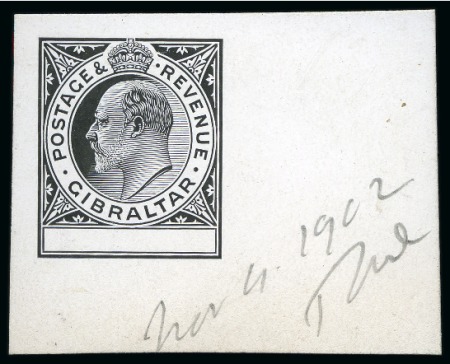 POSTAGE & REVENUE
GIBRALTAR
Nov 4. 1902